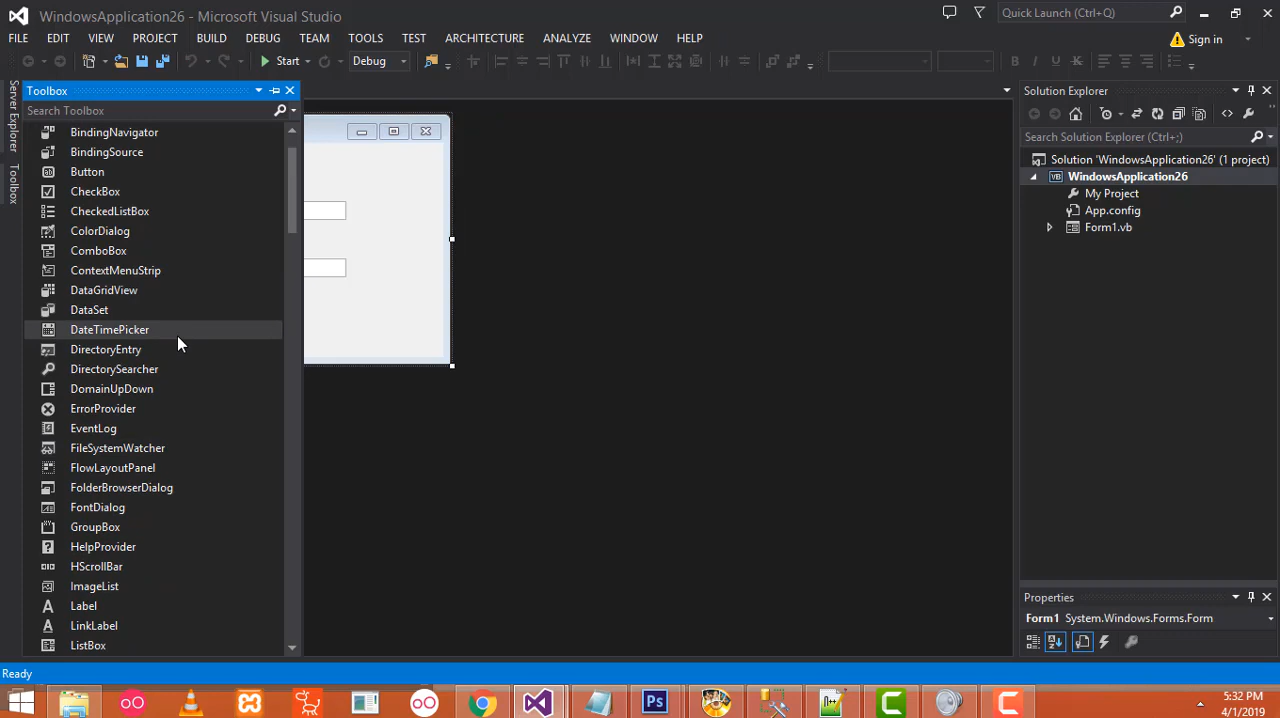 WindowsApplication26 - Microsoft Visual Studio
Quick Launch (Ctrl+Q)
FILE EDIT VIEW PROJECT BUILD DEBUG TEAM TOOLS TEST ARCHITECTURE ANALYZE WINDOW HELP
Sign in
Start Debug
Server Explorer
Toolbox
Toolbox
Search Toolbox
BindingNavigator
BindingSource
Button
CheckBox
CheckedListBox
ColorDialog
ComboBox
ContextMenuStrip
DataGridView
DataSet
DateTimePicker
DirectoryEntry
DirectorySearcher
DomainUpDown
ErrorProvider
EventLog
FileSystemWatcher
FlowLayoutPanel
FolderBrowserDialog
FontDialog
GroupBox
HelpProvider
HScrollBar
ImageList
Label
LinkLabel
ListBox
Solution Explorer
Search Solution Explorer (Ctrl+;)
Solution 'WindowsApplication26' (1 project)
VB WindowsApplication26
My Project
App.config
Form1.vb
Properties
Form1 System.Windows.Forms.Form
Ready
Ps
5:32 PM
4/1/2019